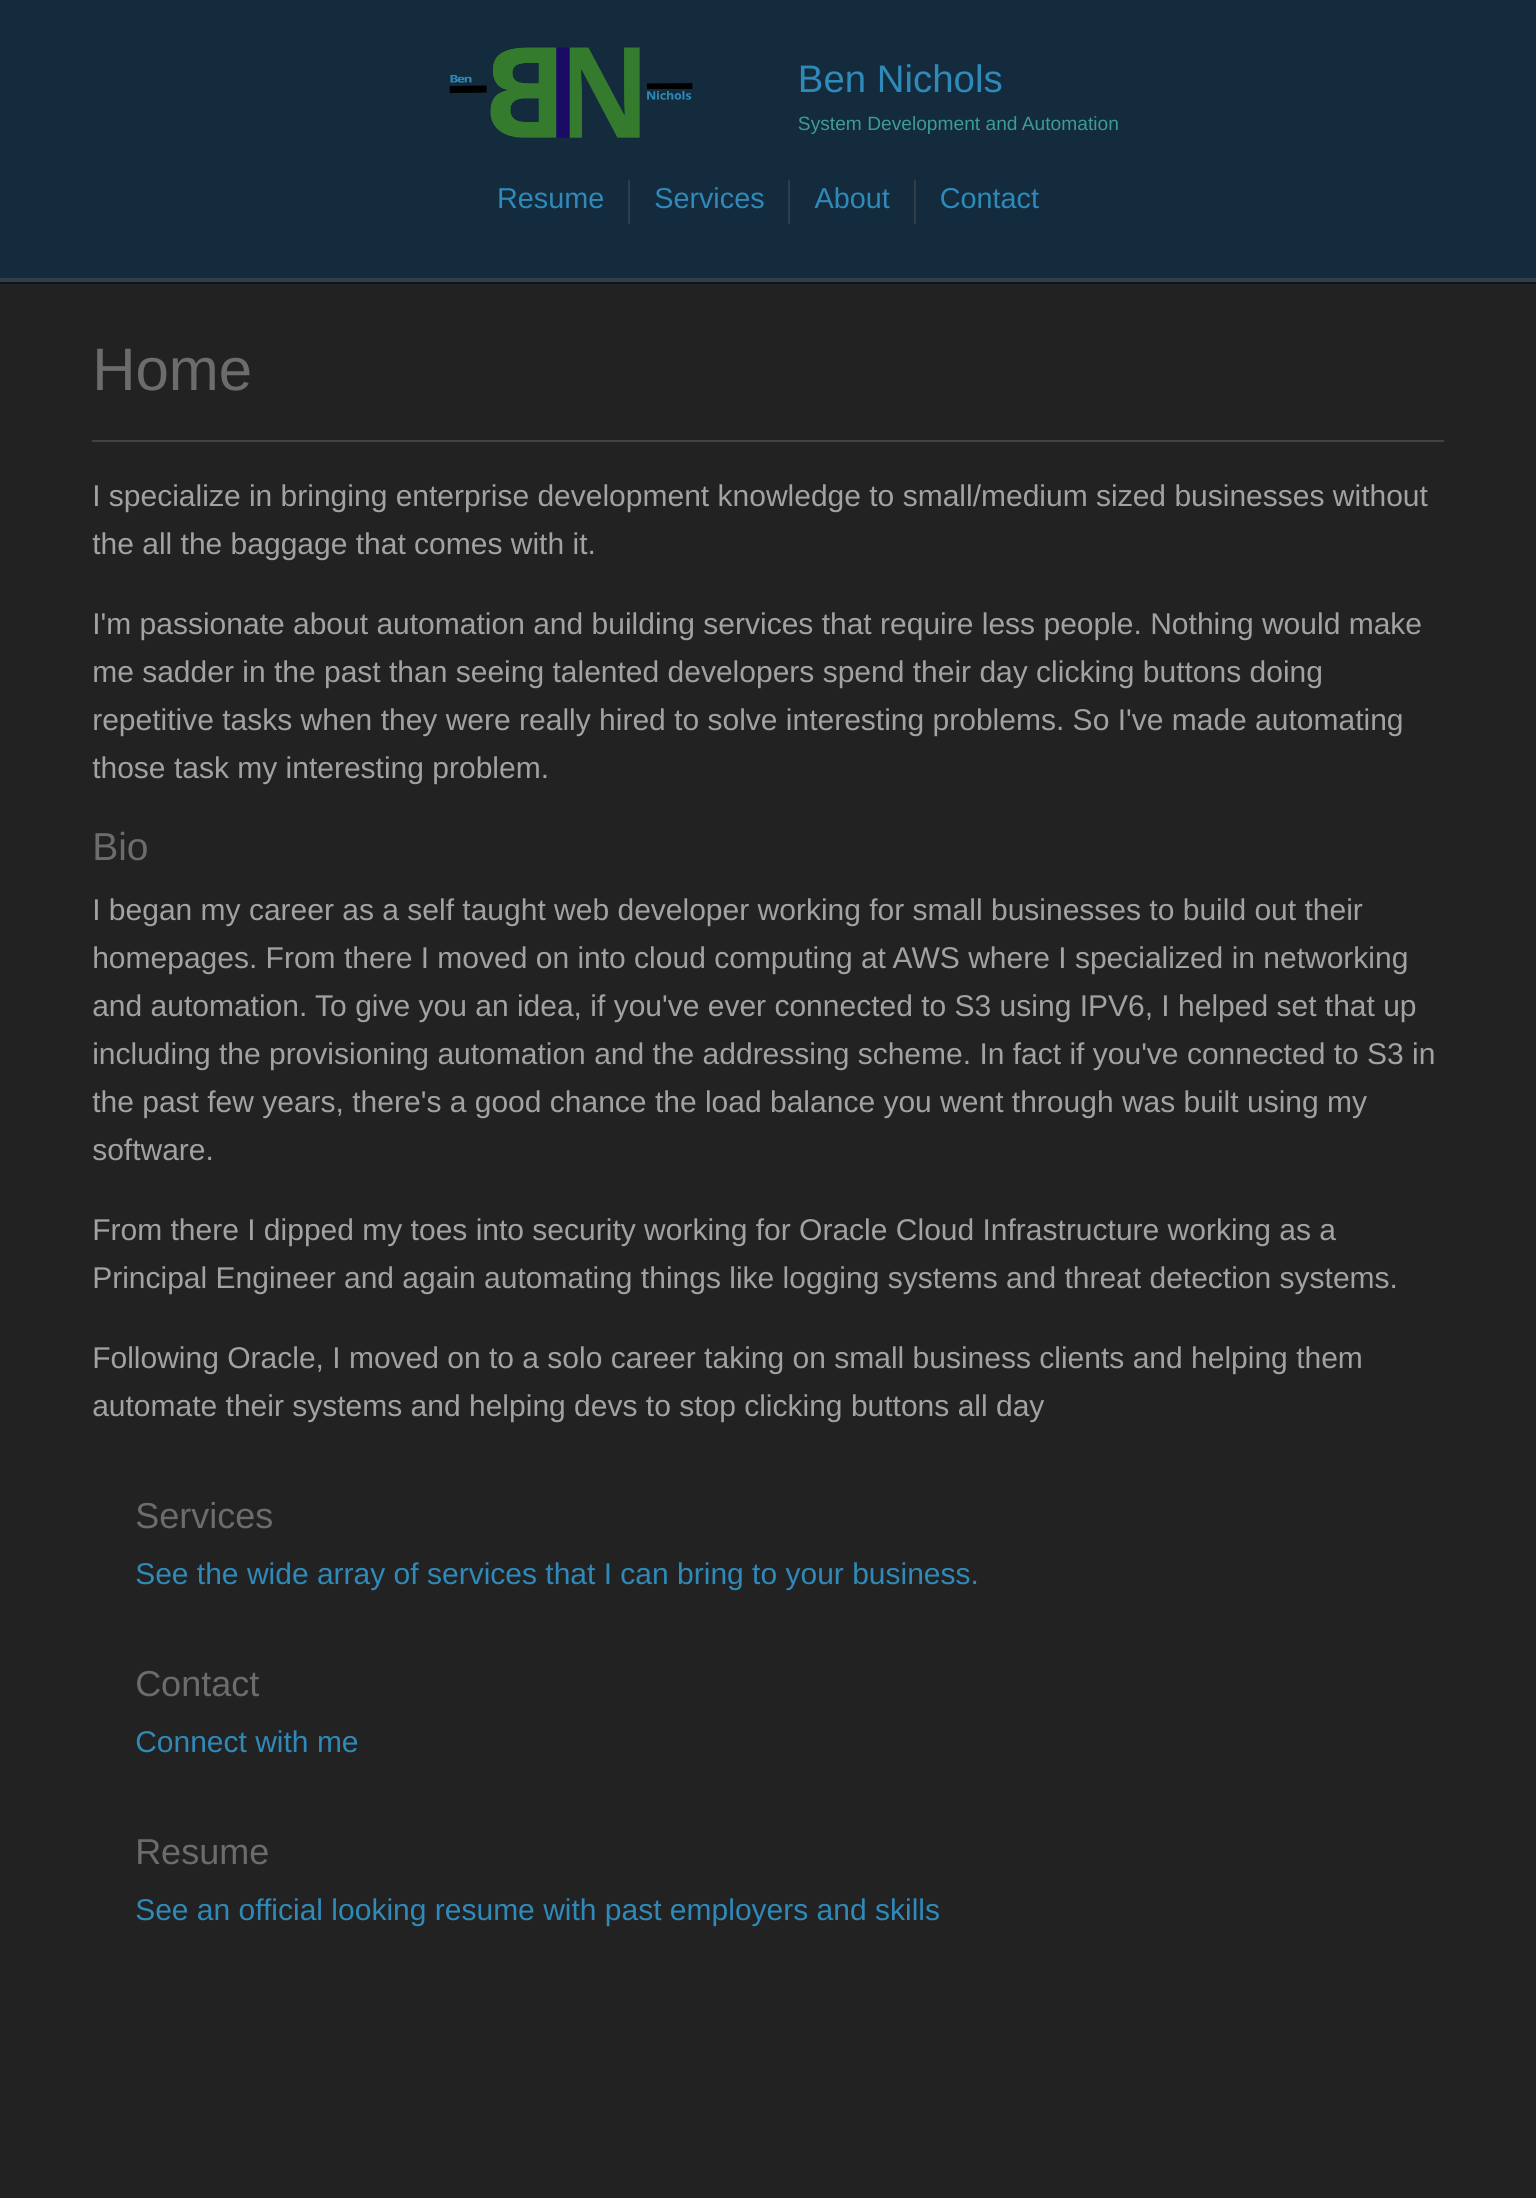 Ben
BN
Nichols
Ben Nichols
System Development and Automation
Resume
Services
About
Contact
Home
I specialize in bringing enterprise development knowledge to small/medium sized businesses without
the all the baggage that comes with it.
I'm passionate about automation and building services that require less people. Nothing would make
me sadder in the past than seeing talented developers spend their day clicking buttons doing
repetitive tasks when they were really hired to solve interesting problems. So I've made automating
those task my interesting problem.
Bio
I began my career as a self taught web developer working for small businesses to build out their
homepages. From there I moved on into cloud computing at AWS where I specialized in networking
and automation. To give you an idea, if you've ever connected to S3 using IPV6, I helped set that up
including the provisioning automation and the addressing scheme. In fact if you've connected to S3 in
the past few years, there's a good chance the load balance you went through was built using my
software.
From there I dipped my toes into security working for Oracle Cloud Infrastructure working as a
Principal Engineer and again automating things like logging systems and threat detection systems.
Following Oracle, I moved on to a solo career taking on small business clients and helping them
automate their systems and helping devs to stop clicking buttons all day
Services
See the wide array of services that I can bring to your business.
Contact
Connect with me
Resume
See an official looking resume with past employers and skills